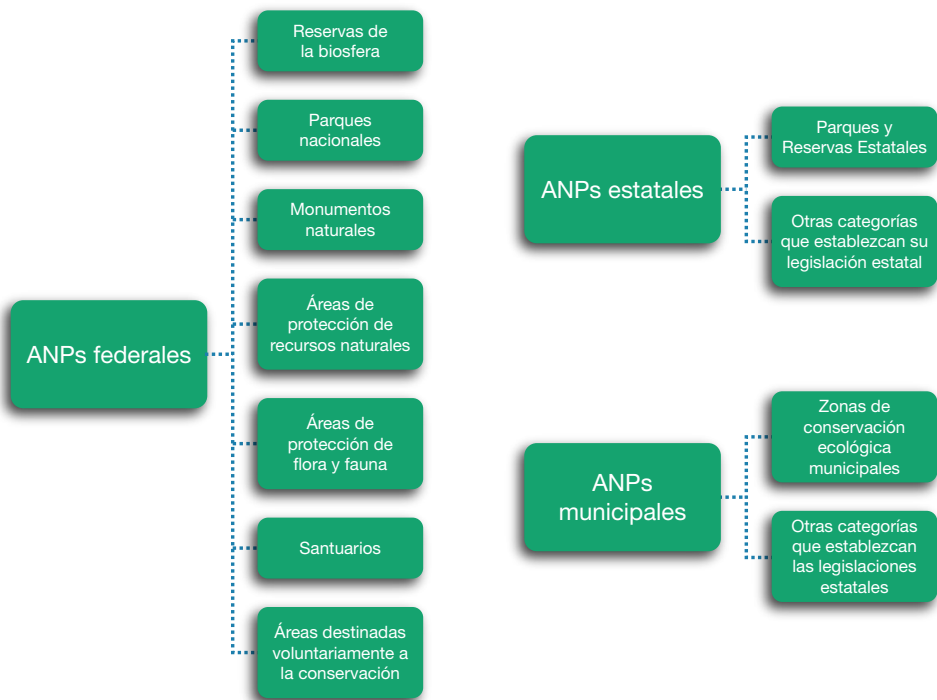 ANPs federales
Reservas de
la biosfera
Parques
nacionales
Monumentos
naturales
Áreas de
protección de
recursos naturales
Áreas de
protección de
flora y fauna
Santuarios
Áreas destinadas
voluntariamente a
la conservación
ANPs estatales
Parques y
Reservas Estatales
Otras categorías
que establezcan su
legislación estatal
ANPs
municipales
Zonas de
conservación
ecológica
municipales
Otras categorías
que establezcan
las legislaciones
estatales